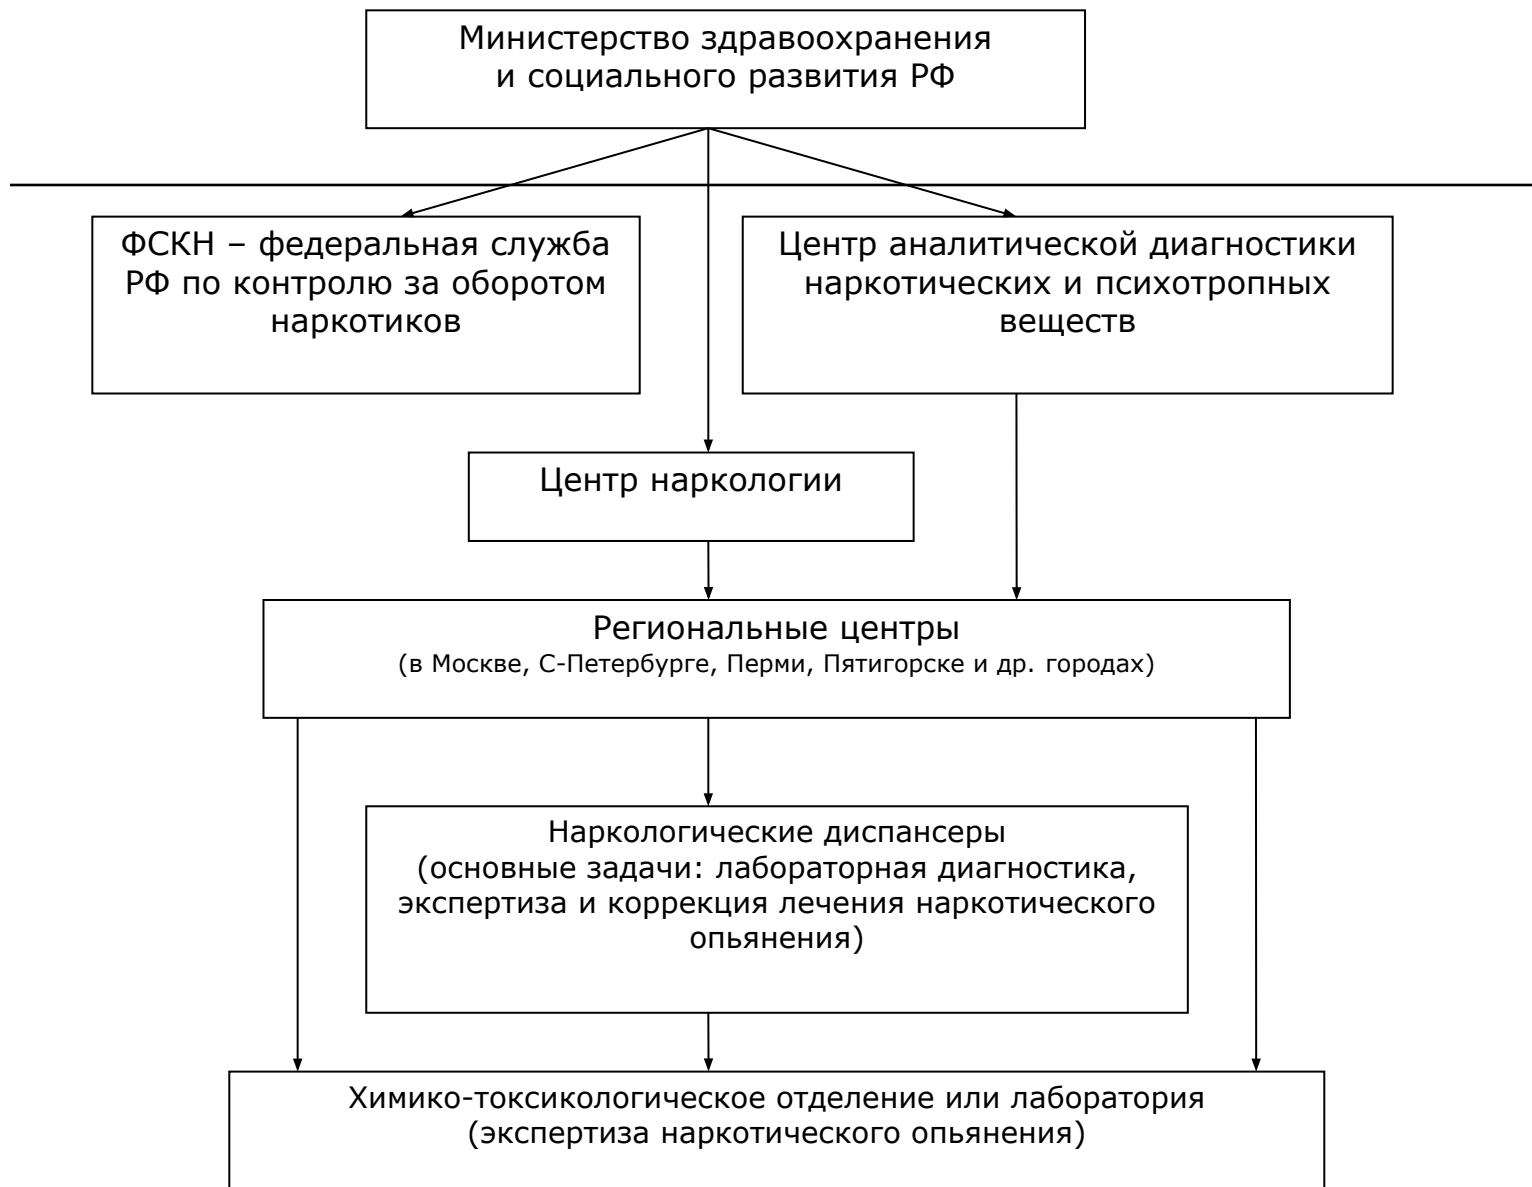 Министерство здравоохранения
и социального развития РФ
ФСКН – федеральная служба
РФ по контролю за оборотом
наркотиков
Центр аналитической диагностики
наркотических и психотропных
веществ
Центр наркологии
Региональные центры
(в Москве, С-Петербурге, Перми, Пятигорске и др. городах)
Наркологические диспансеры
(основные задачи: лабораторная диагностика,
экспертиза и коррекция лечения наркотического
опьянения)
Химико-токсикологическое отделение или лаборатория
(экспертиза наркотического опьянения)